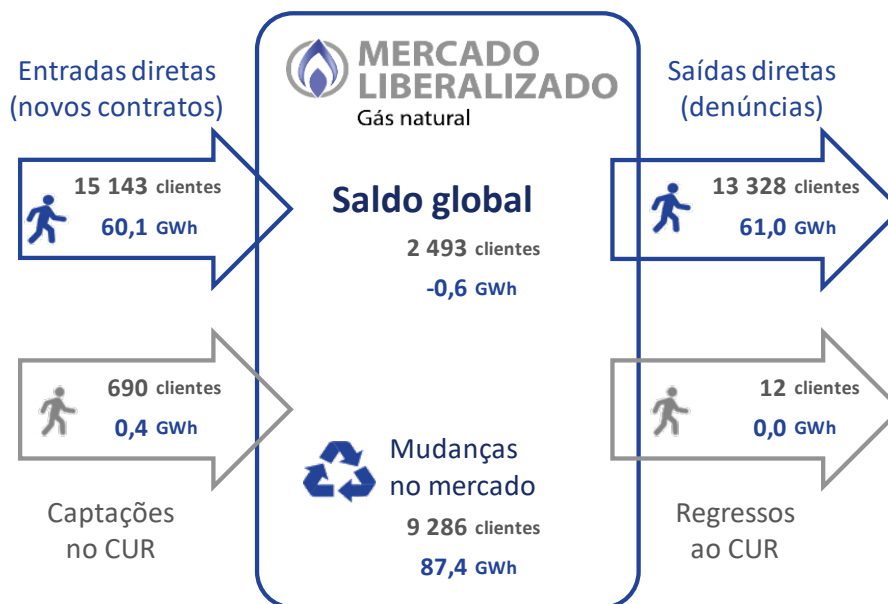 Entradas diretas
(novos contratos)
15 143 clientes
60,1 GWh
690 clientes
0,4 GWh
Captações
no CUR
MERCADO
LIBERALIZADO
Gás natural
Saldo global
2 493 clientes
-0,6 GWh
Mudanças
no mercado
9 286 clientes
87,4 GWh
Saídas diretas
(denúncias)
13 328 clientes
61,0 GWh
12 clientes
0,0 GWh
Regressos
ao CUR